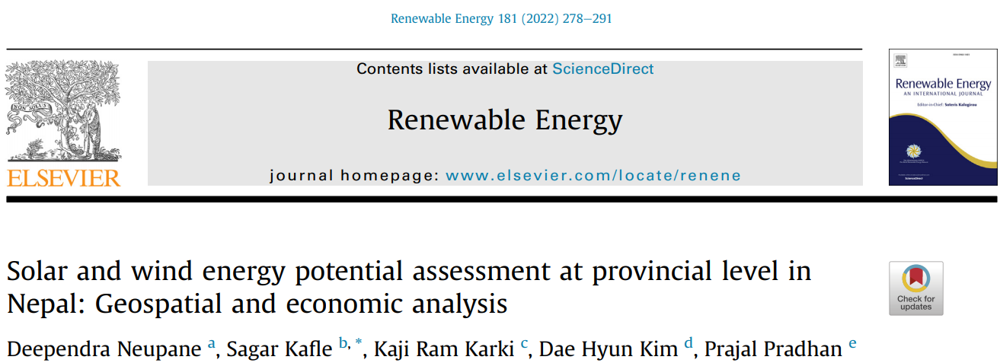 Renewable Energy 181 (2022) 278–291
Contents lists available at ScienceDirect
Renewable Energy
journal homepage: www.elsevier.com/locate/renene
NON SOLUS
ELSEVIER
Renewable Energy
AN INTERNATIONAL JOURNAL
Editor-in-Chief: Soteris Kalogirou
ScienceDirect
Solar and wind energy potential assessment at provincial level in
Nepal: Geospatial and economic analysis
Check for
updates
Deependra Neupane a, Sagar Kafle b, *, Kaji Ram Karki c, Dae Hyun Kim d, Prajal Pradhan e